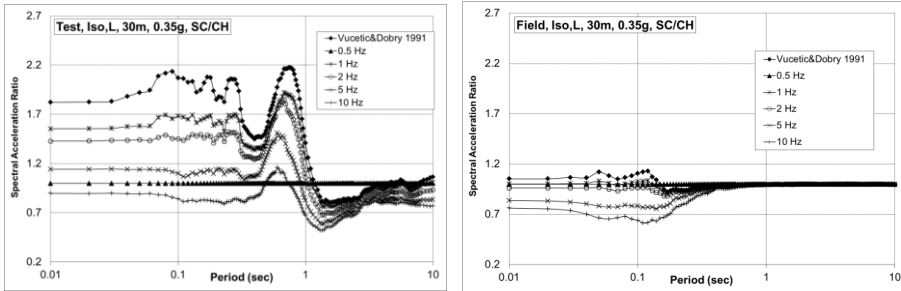 Test, Iso,L, 30m, 0.35g, SC/CH
2.7
2.2
1.7
1.2
0.7
0.2
Spectral Acceleration Ratio
Vucetic&Dobry 1991
0.5 Hz
1 Hz
2 Hz
5 Hz
10 Hz
0.01
0.1
1
10
Period (sec)
Field, Iso,L, 30m, 0.35g, SC/CH
2.7
2.2
1.7
1.2
0.7
0.2
Spectral Acceleration Ratio
Vucetic&Dobry 1991
0.5 Hz
1 Hz
2 Hz
5 Hz
10 Hz
0.01
0.1
1
10
Period (sec)